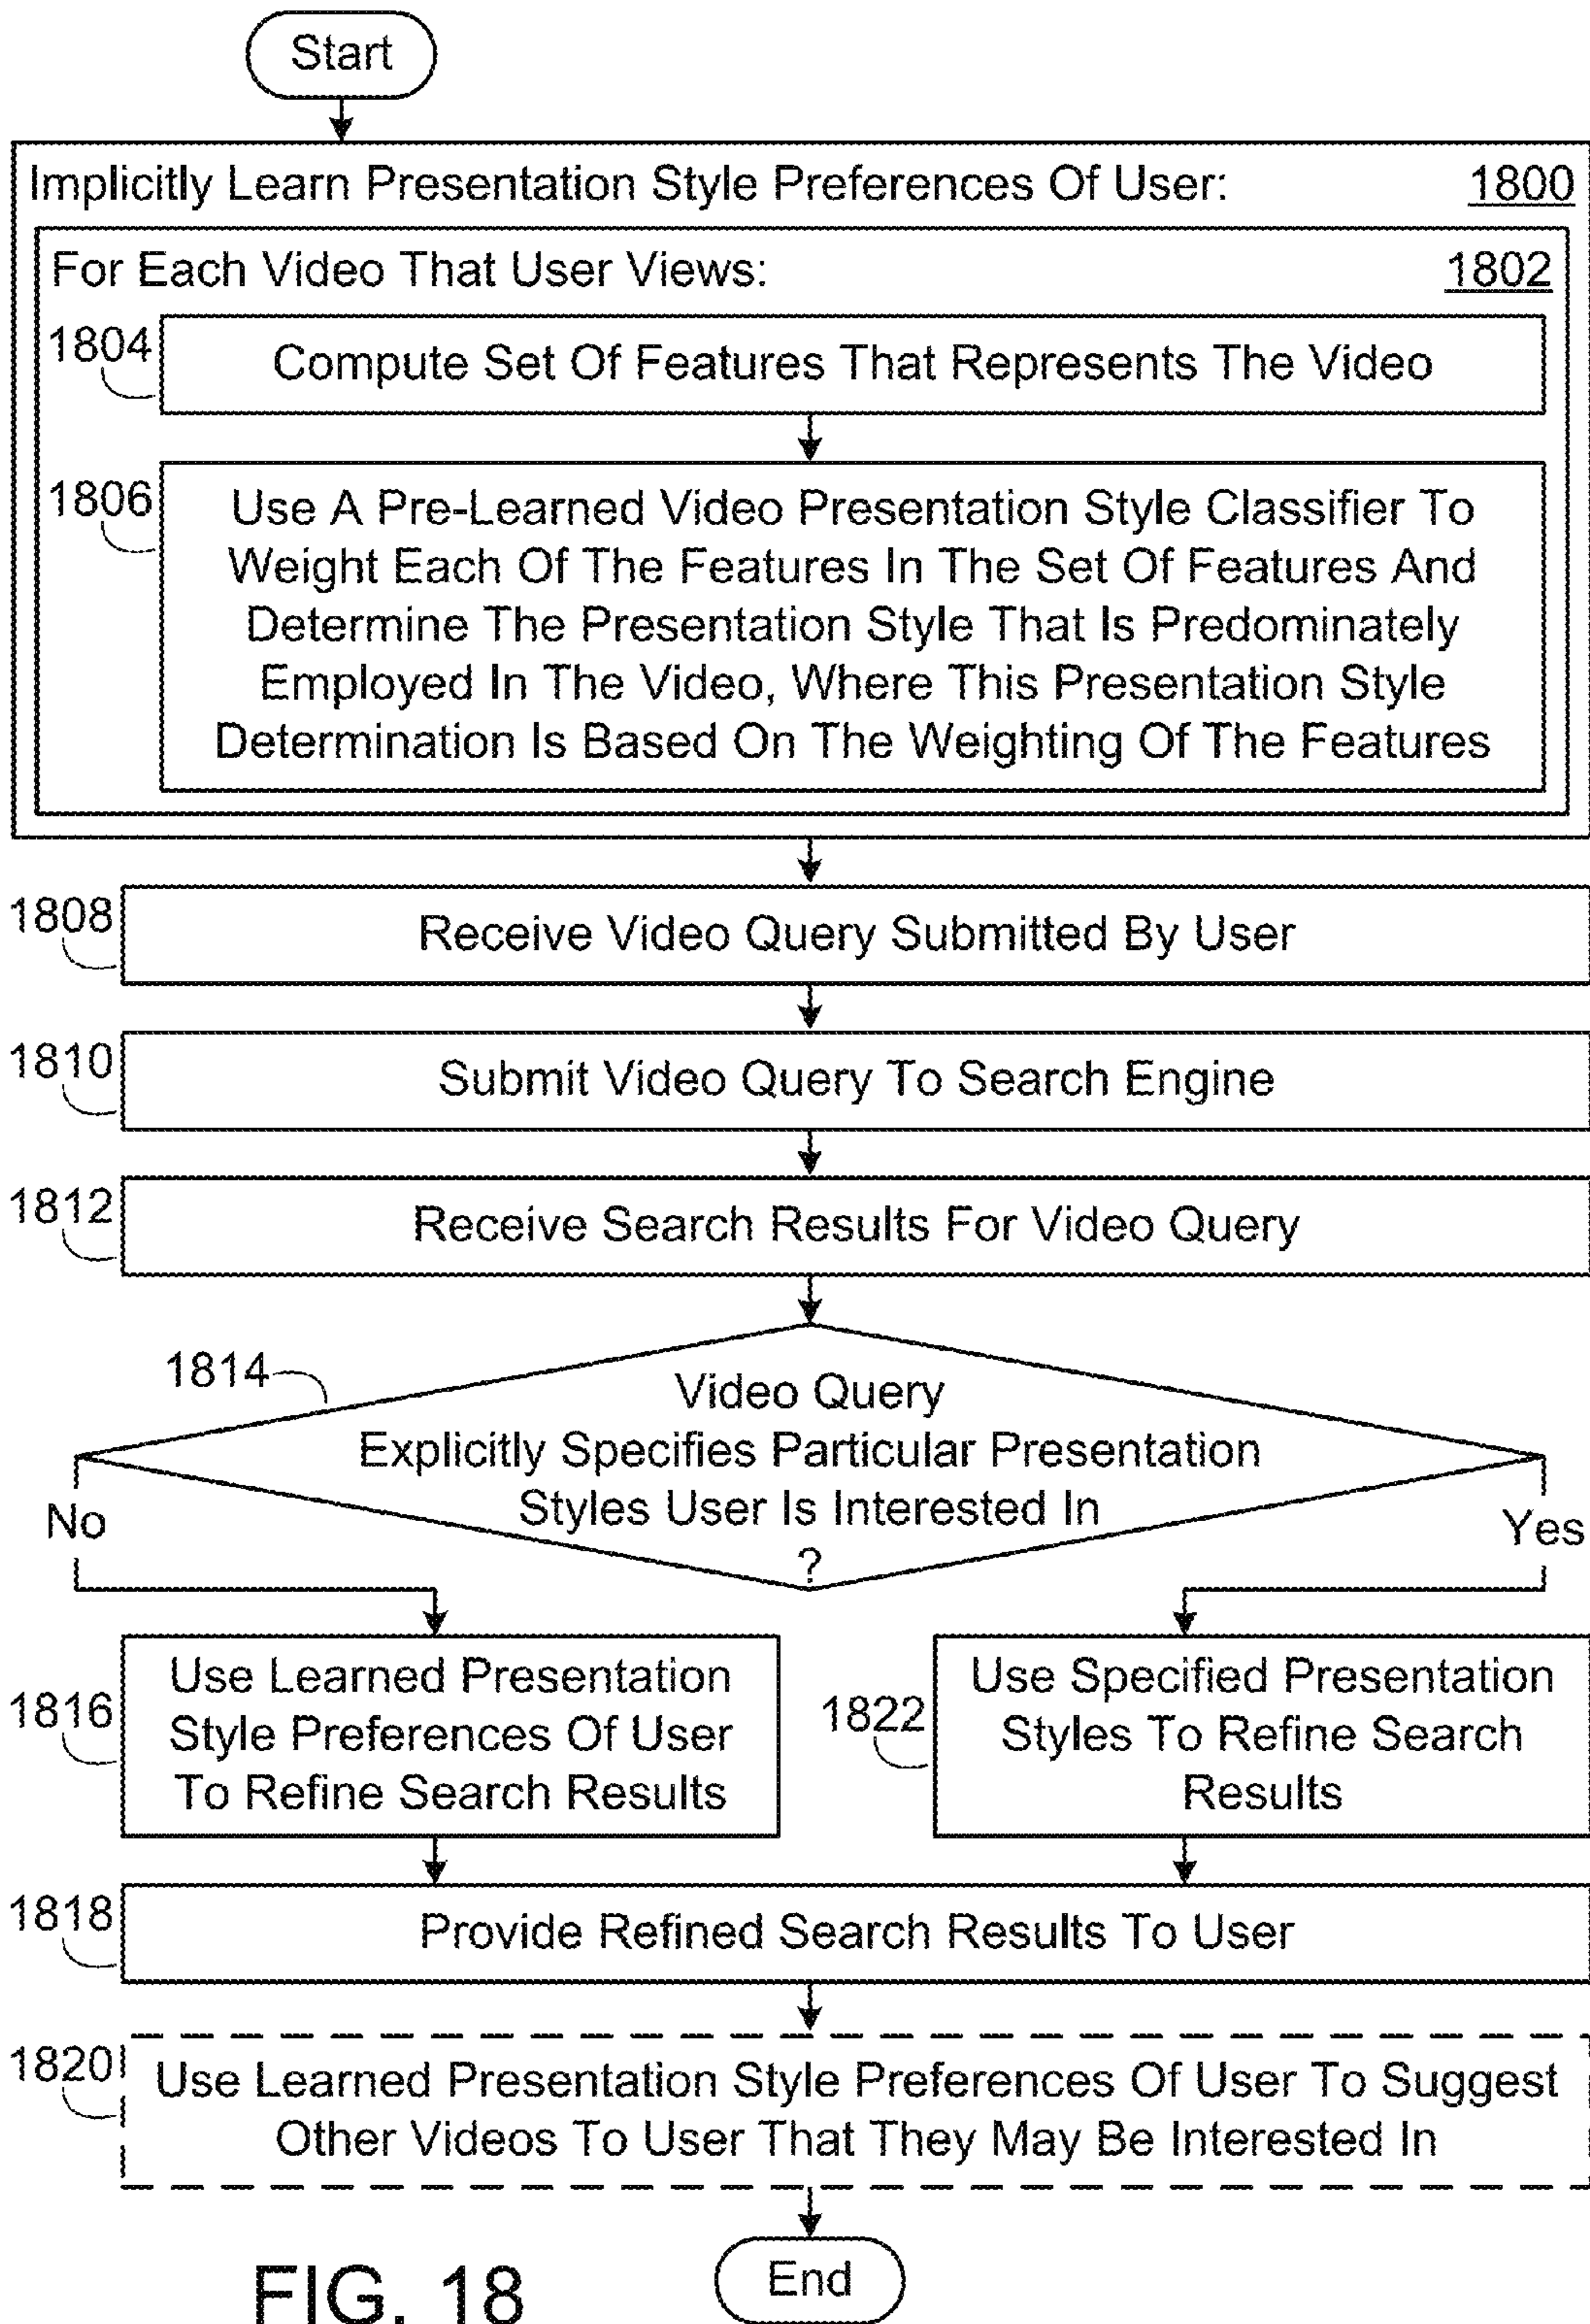 Start
Implicitly Learn Presentation Style Preferences Of User: 1800
For Each Video That User Views: 1802
1804
Compute Set Of Features That Represents The Video
1806
Use A Pre-Learned Video Presentation Style Classifier To
Weight Each Of The Features In The Set Of Features And
Determine The Presentation Style That Is Predominately
Employed In The Video, Where This Presentation Style
Determination Is Based On The Weighting Of The Features
1808
Receive Video Query Submitted By User
1810
Submit Video Query To Search Engine
1812
Receive Search Results For Video Query
1814
Video Query
Explicitly Specifies Particular Presentation
Styles User Is Interested In
?
No
Yes
1816
Use Learned Presentation
Style Preferences Of User
To Refine Search Results
1822
Use Specified Presentation
Styles To Refine Search
Results
1818
Provide Refined Search Results To User
1820
Use Learned Presentation Style Preferences Of User To Suggest
Other Videos To User That They May Be Interested In
End
FIG. 18